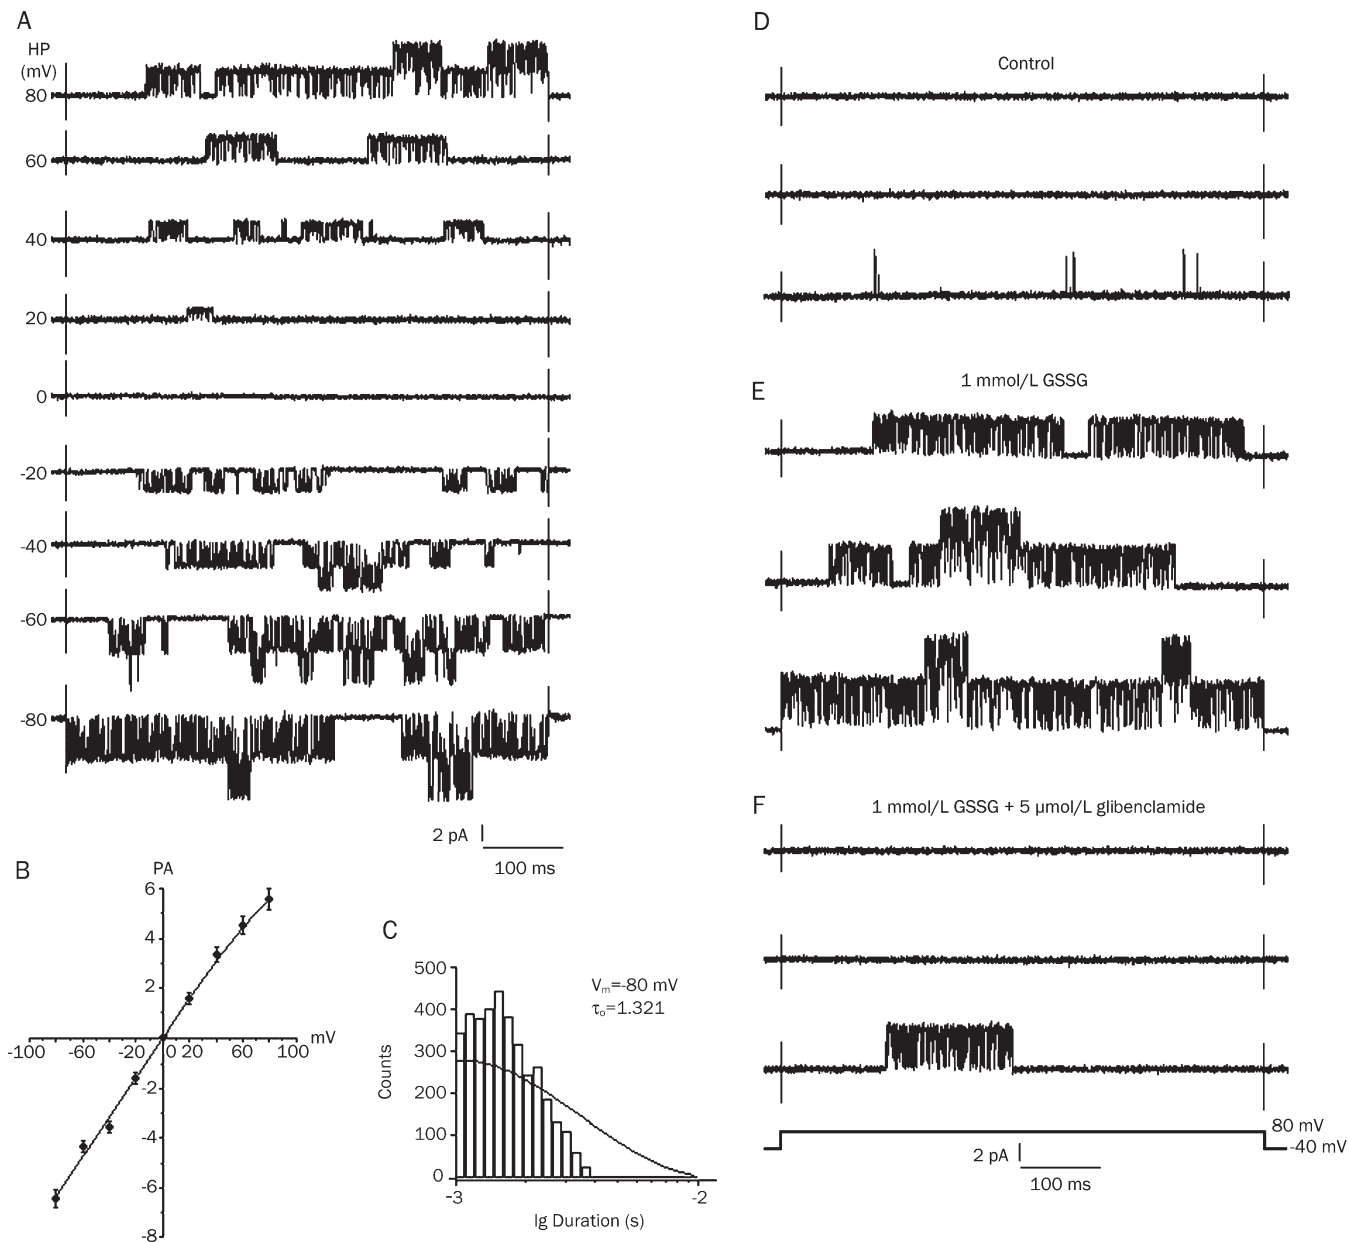 A
HP
(mV)
80
60
40
20
0
-20
-40
-60
-80
2 pA
100 ms
B
PA
6
4
2
mV
-100
-60
-20
0
20
60
100
-2
-4
-6
-8
C
500
400
300
200
100
0
Counts
Vm=-80 mV
τo=1.321
-3
-2
lg Duration (s)
D
Control
E
1 mmol/L GSSG
F
1 mmol/L GSSG + 5 µmol/L glibenclamide
80 mV
-40 mV
2 pA
100 ms